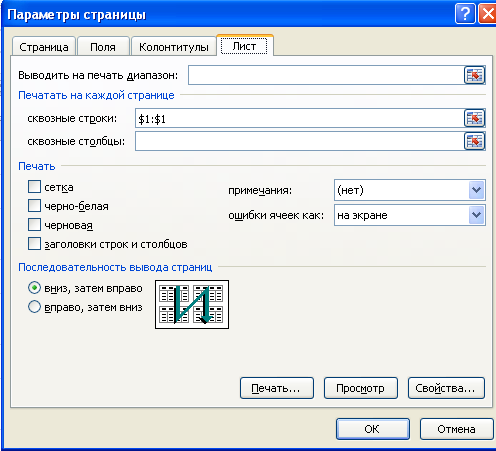 Параметры страницы
Страница Поля Колонтитулы Лист
Выводить на печать диапазон:
Печатать на каждой странице
сквозные строки: $1:$1
сквозные столбцы:
Печать
сетка примечания: (нет)
черно-белая ошибки ячеек как: на экране
черновая
заголовки строк и столбцов
Последовательность вывода страниц
вниз, затем вправо
вправо, затем вниз
Печать... Просмотр Свойства...
ОК Отмена